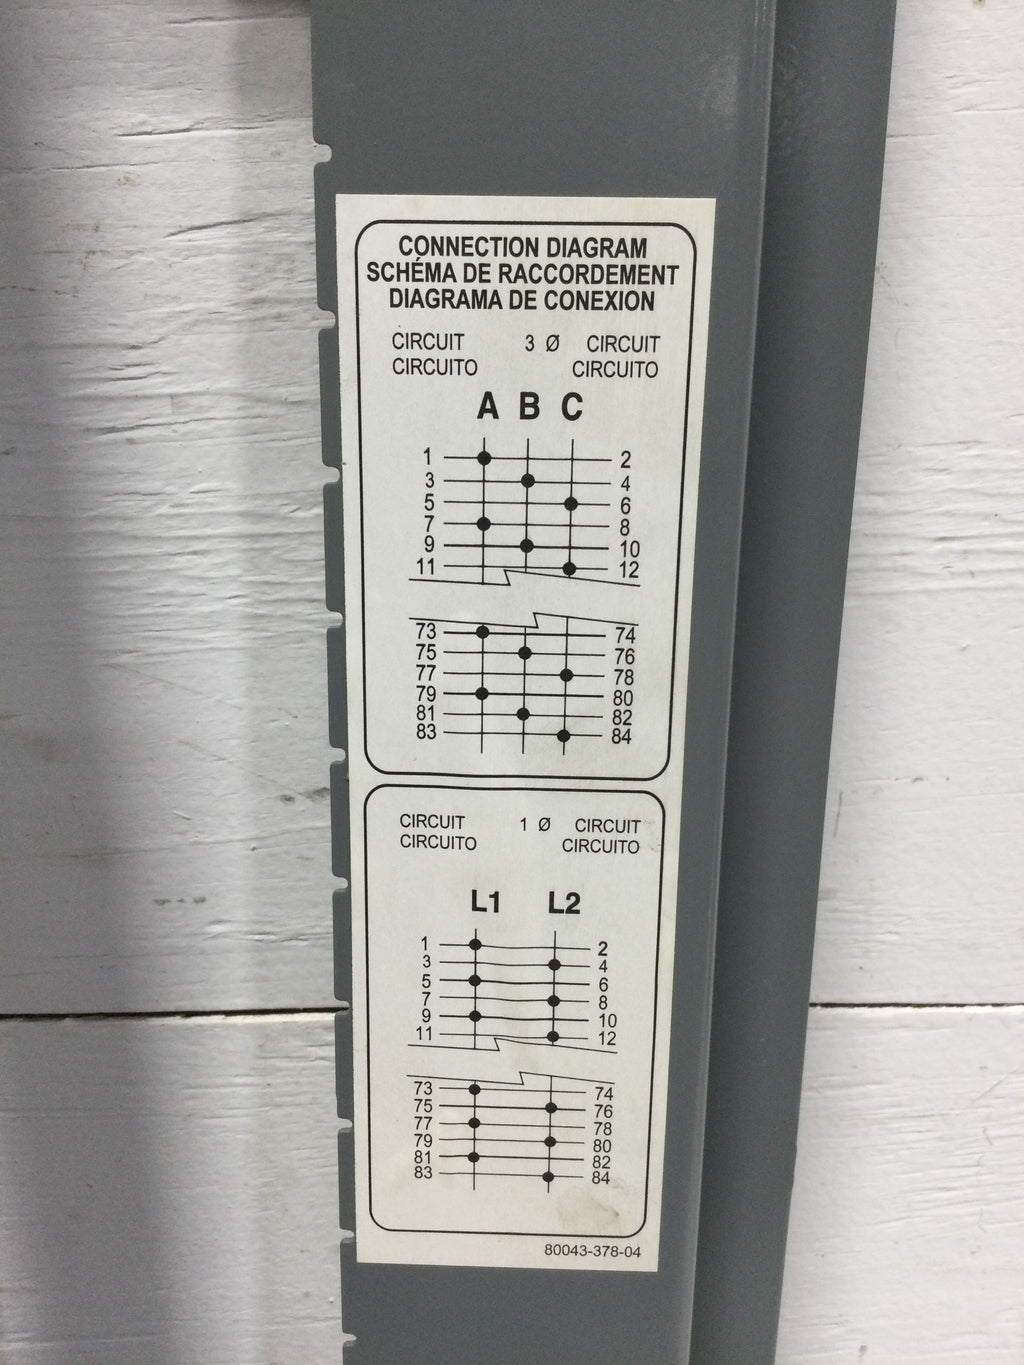 CONNECTION DIAGRAM
SCHÉMA DE RACCORDEMENT
DIAGRAMA DE CONEXION
CIRCUIT 3 Ø CIRCUIT
CIRCUITO CIRCUITO
A B C
1 2
3 4
5 6
7 8
9 10
11 12
73 74
75 76
77 78
79 80
81 82
83 84
CIRCUIT 1 Ø CIRCUIT
CIRCUITO CIRCUITO
L1 L2
1 2
3 4
5 6
7 8
9 10
11 12
73 74
75 76
77 78
79 80
81 82
83 84
80043-378-04